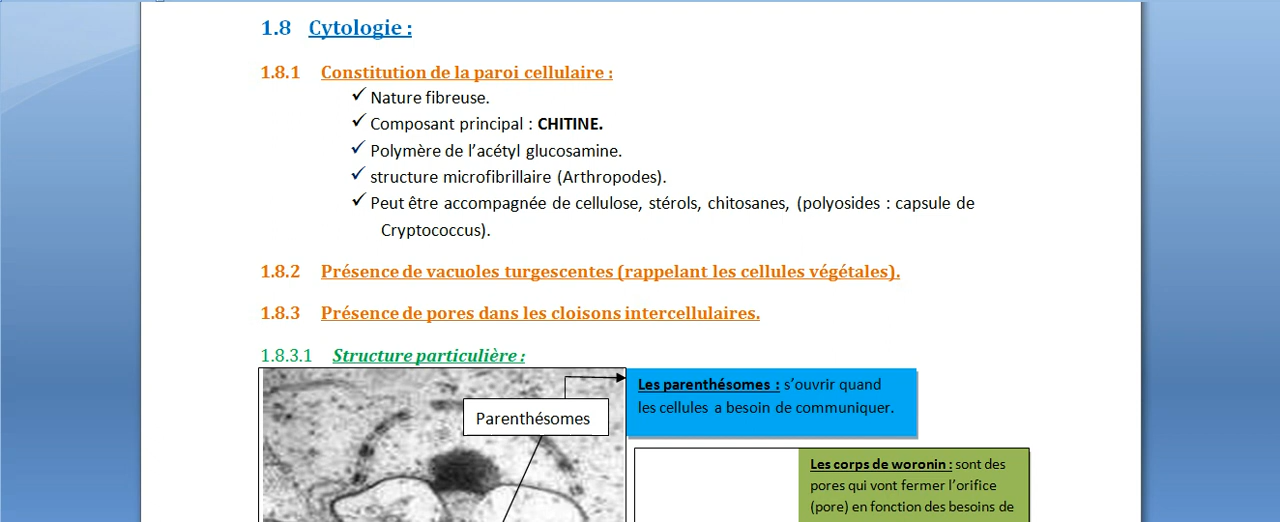 1.8 Cytologie :
1.8.1 Constitution de la paroi cellulaire :
✓ Nature fibreuse.
✓ Composant principal : CHITINE.
✓ Polymère de l’acétyl glucosamine.
✓ structure microfibrillaire (Arthropodes).
✓ Peut être accompagnée de cellulose, stérols, chitosanes, (polyosides : capsule de
Cryptococcus).
1.8.2 Présence de vacuoles turgescentes (rappelant les cellules végétales).
1.8.3 Présence de pores dans les cloisons intercellulaires.
1.8.3.1 Structure particulière :
Les parenthésomes : s’ouvrir quand
les cellules a besoin de communiquer.
Parenthésomes
Les corps de woronin : sont des
pores qui vont fermer l’orifice
(pore) en fonction des besoins de